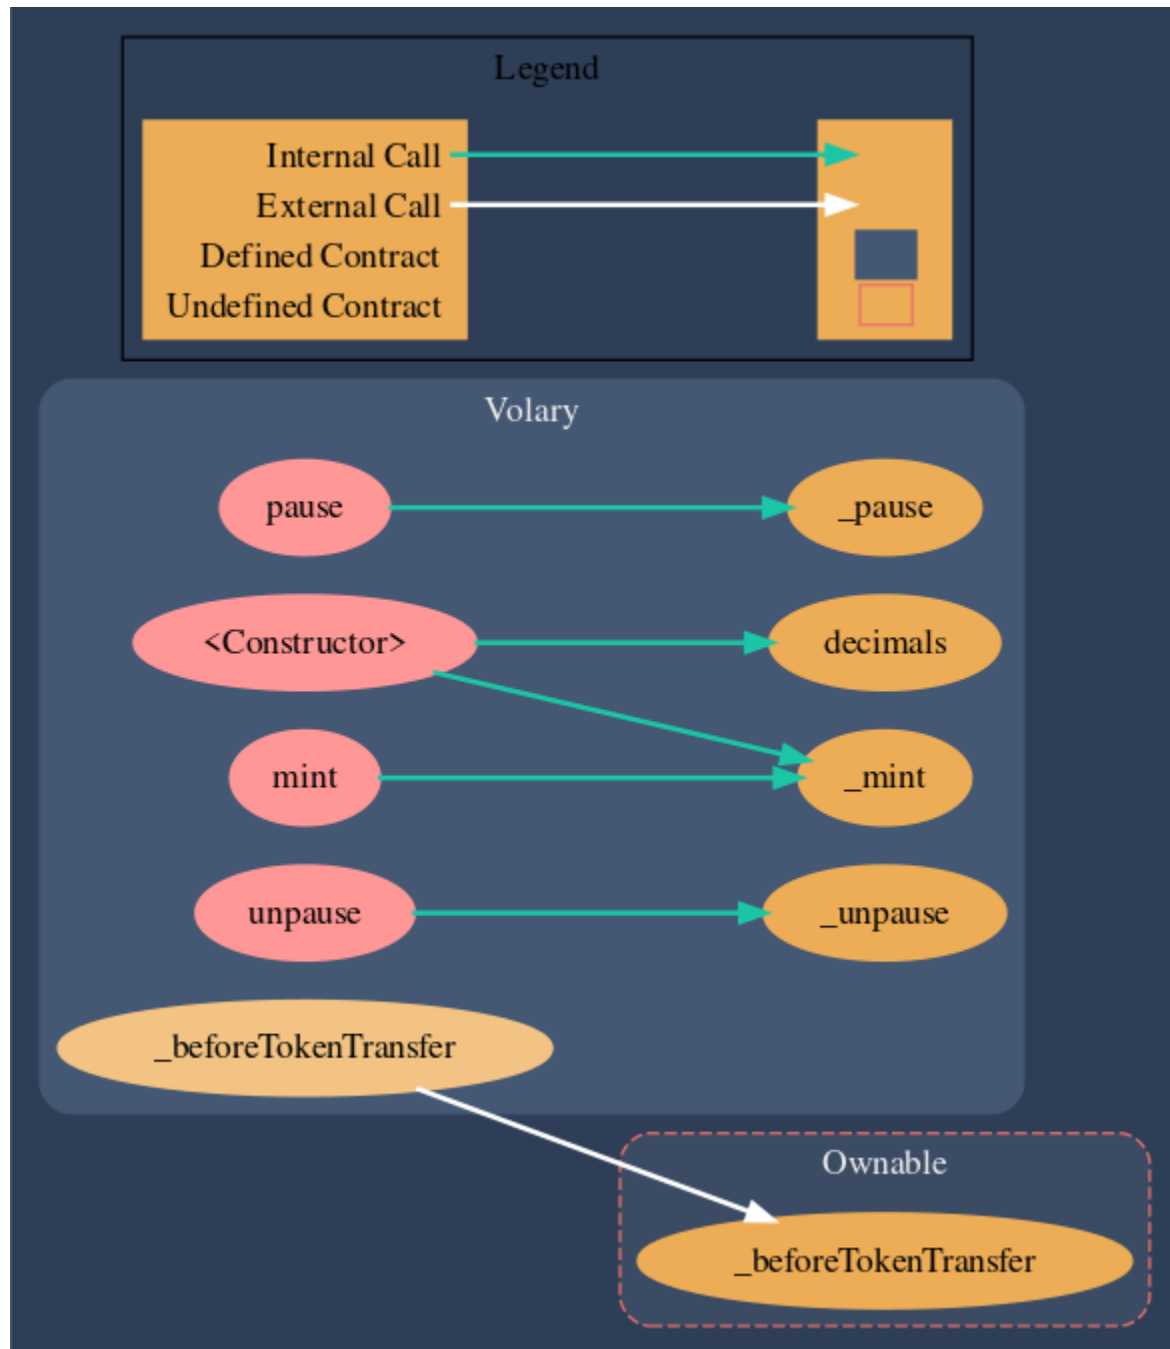 Legend
Internal Call
External Call
Defined Contract
Undefined Contract
Volary
pause
_pause
<Constructor>
decimals
mint
_mint
unpause
_unpause
_beforeTokenTransfer
Ownable
_beforeTokenTransfer